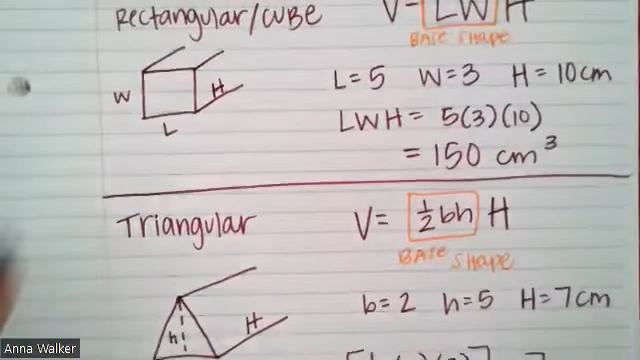 Rectangular/CUBE
V= LW H
BASE SHAPE
W
H
L
L=5 W=3 H=10cm
LWH= 5(3)(10)
= 150 cm³
Triangular
V= ½bh H
BASE SHAPE
h
H
b=2 h=5 H=7cm
Anna Walker